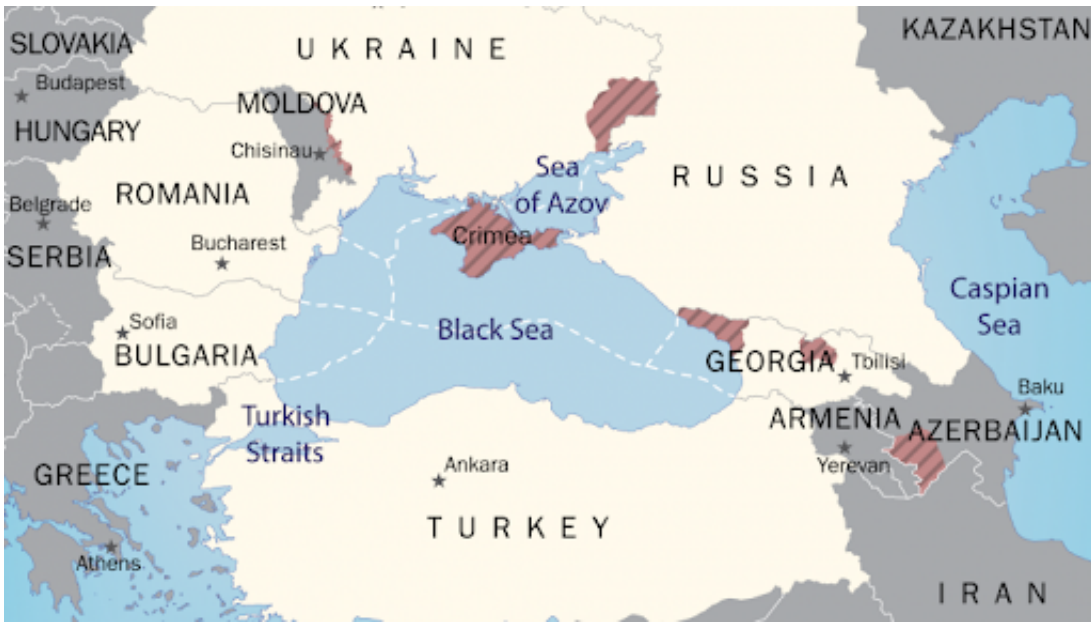 SLOVAKIA
UKRAINE
KAZAKHSTAN
Budapest
MOLDOVA
HUNGARY
Chisinau
Sea
of Azov
RUSSIA
ROMANIA
Belgrade
Bucharest
Crimea
SERBIA
Caspian
Sea
Sofia
Black Sea
BULGARIA
GEORGIA
Tbilisi
Baku
Turkish
Straits
ARMENIA
AZERBAIJAN
GREECE
Ankara
Yerevan
TURKEY
Athens
IRAN